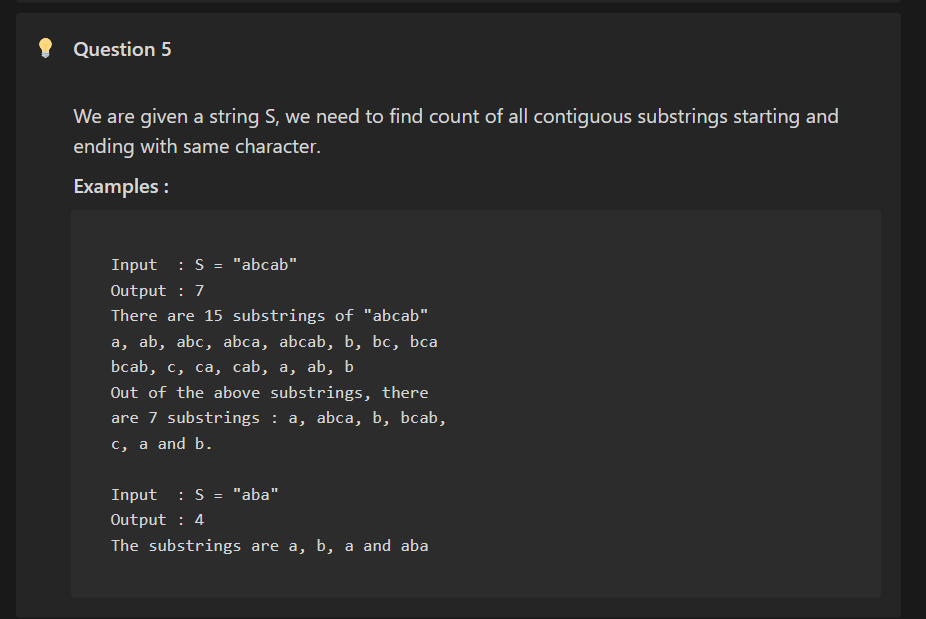 Question 5
We are given a string S, we need to find count of all contiguous substrings starting and
ending with same character.
Examples :
Input  : S = "abcab"
Output : 7
There are 15 substrings of "abcab"
a, ab, abc, abca, abcab, b, bc, bca
bcab, c, ca, cab, a, ab, b
Out of the above substrings, there
are 7 substrings : a, abca, b, bcab,
c, a and b.
Input  : S = "aba"
Output : 4
The substrings are a, b, a and aba